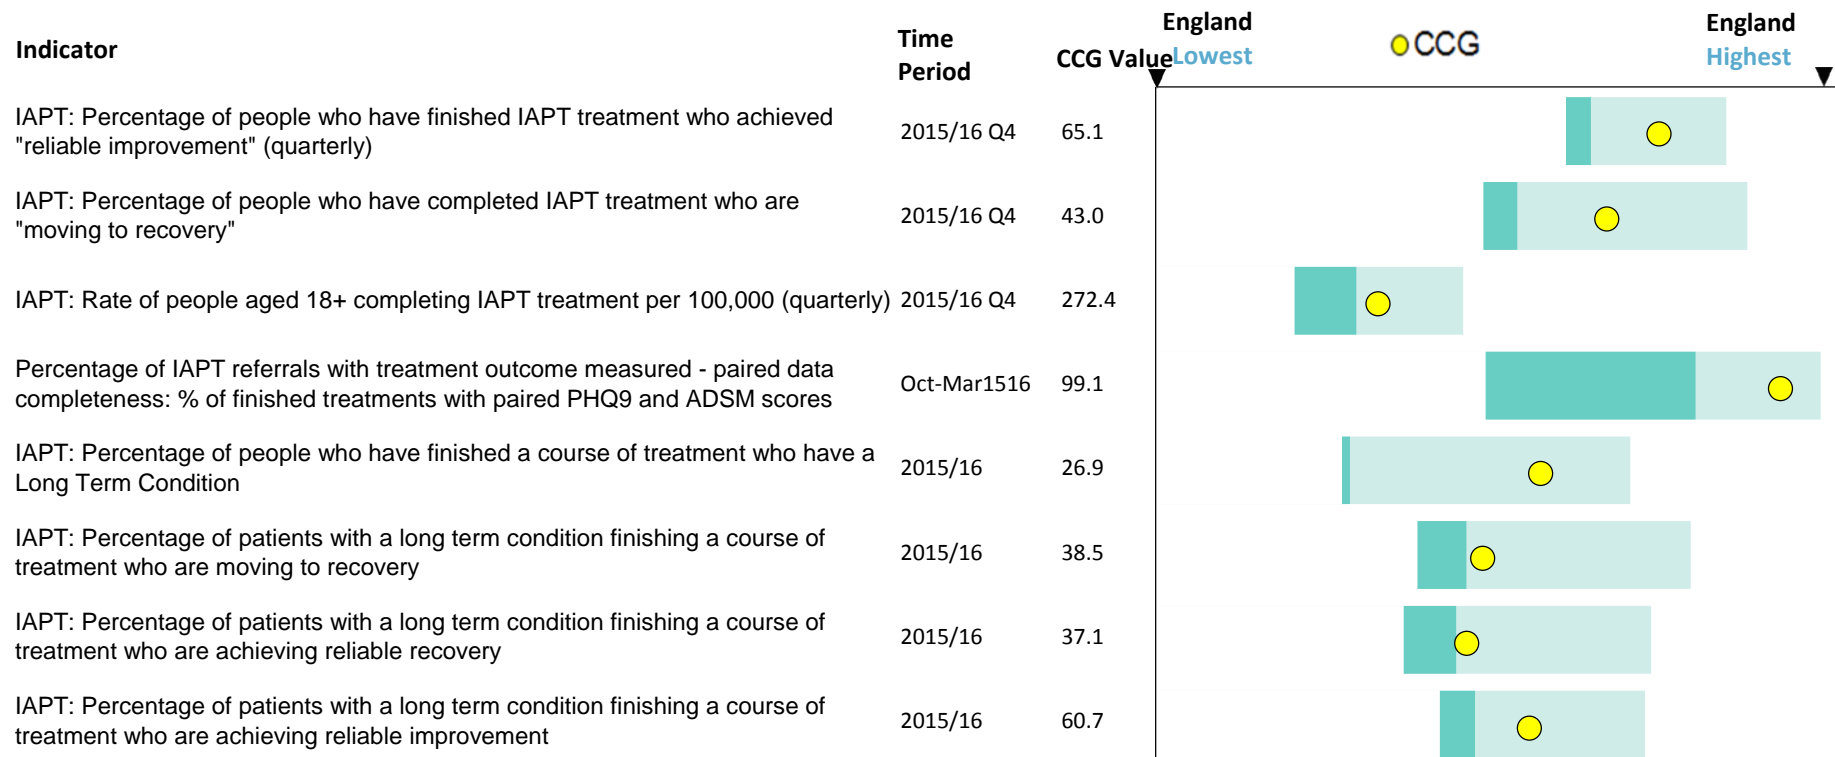 Indicator
Time
Period
CCG Value
England
Lowest
CCG
England
Highest
IAPT: Percentage of people who have finished IAPT treatment who achieved
"reliable improvement" (quarterly)
2015/16 Q4
65.1
IAPT: Percentage of people who have completed IAPT treatment who are
"moving to recovery"
2015/16 Q4
43.0
IAPT: Rate of people aged 18+ completing IAPT treatment per 100,000 (quarterly)
2015/16 Q4
272.4
Percentage of IAPT referrals with treatment outcome measured - paired data
completeness: % of finished treatments with paired PHQ9 and ADSM scores
Oct-Mar1516
99.1
IAPT: Percentage of people who have finished a course of treatment who have a
Long Term Condition
2015/16
26.9
IAPT: Percentage of patients with a long term condition finishing a course of
treatment who are moving to recovery
2015/16
38.5
IAPT: Percentage of patients with a long term condition finishing a course of
treatment who are achieving reliable recovery
2015/16
37.1
IAPT: Percentage of patients with a long term condition finishing a course of
treatment who are achieving reliable improvement
2015/16
60.7